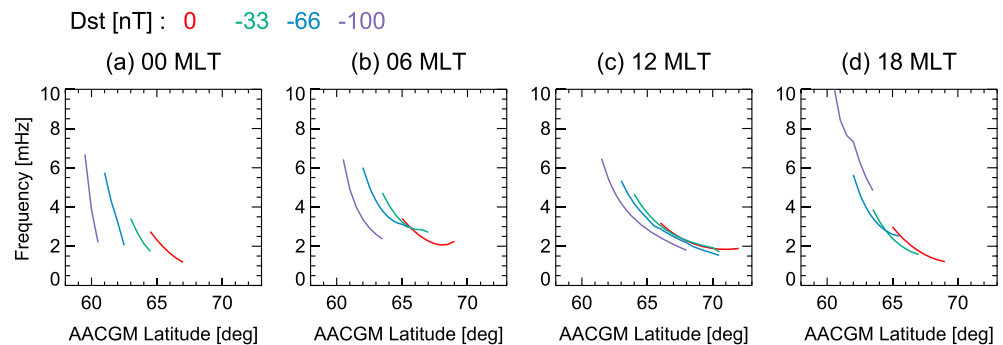 Dst [nT] : 0 -33 -66 -100
(a) 00 MLT (b) 06 MLT (c) 12 MLT (d) 18 MLT
Frequency [mHz]
10 10 10 10
8 8 8 8
6 6 6 6
4 4 4 4
2 2 2 2
0 0 0 0
60 65 70 60 65 70 60 65 70 60 65 70
AACGM Latitude [deg] AACGM Latitude [deg] AACGM Latitude [deg] AACGM Latitude [deg]